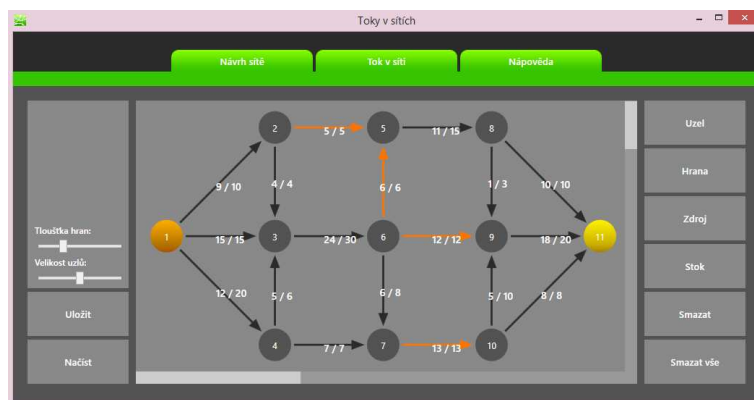 Toky v sítích
Návrh sítě
Tok v síti
Nápověda
Tloušťka hran:
Velikost uzlů:
Uložit
Načíst
2
5 / 5
5
11 / 15
8
9 / 10
4 / 4
6 / 6
1 / 3
10 / 10
1
15 / 15
3
24 / 30
6
12 / 12
9
18 / 20
11
12 / 20
5 / 6
6 / 8
5 / 10
8 / 8
4
7 / 7
7
13 / 13
10
Uzel
Hrana
Zdroj
Stok
Smazat
Smazat vše